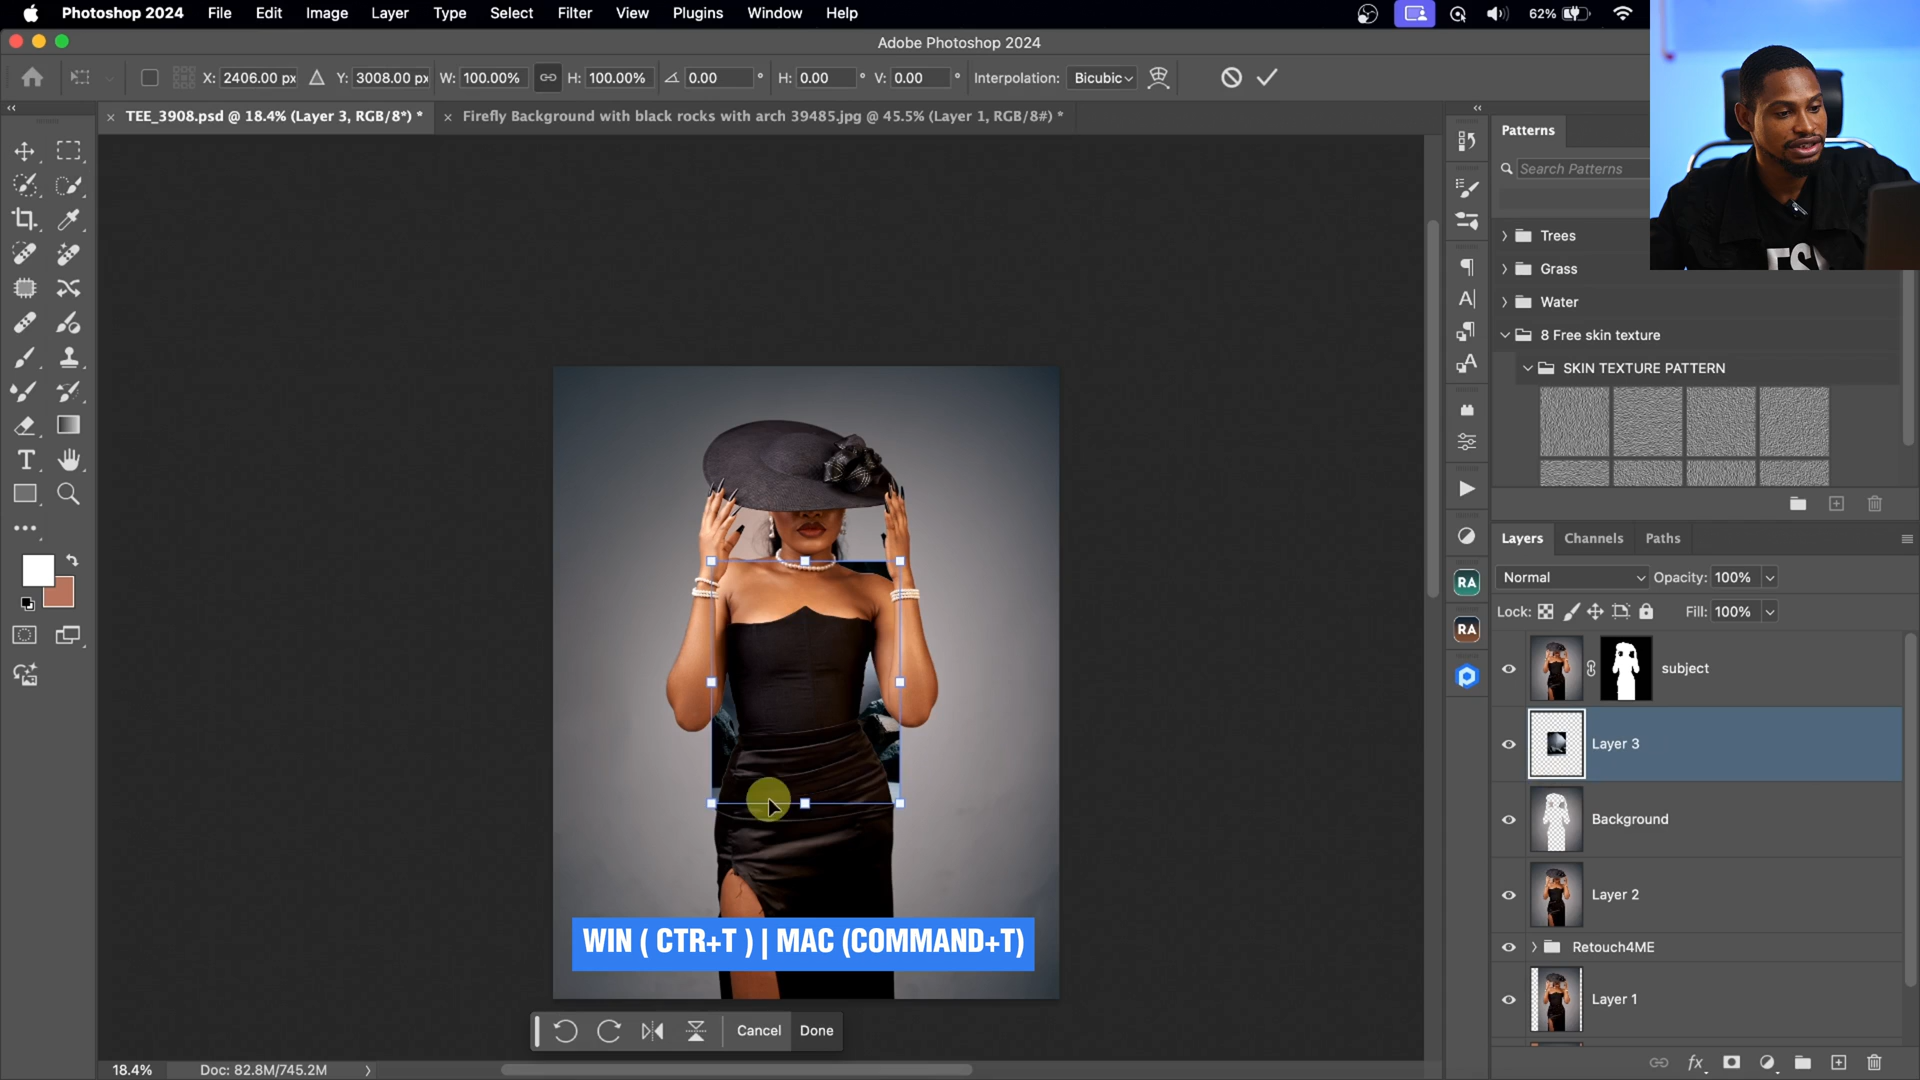 Photoshop 2024 File Edit Image Layer Type Select Filter View Plugins Window Help 62%
Adobe Photoshop 2024
X: 2406.00 px Y: 3008.00 px W: 100.00% H: 100.00% 0.00 ° H: 0.00 ° V: 0.00 ° Interpolation: Bicubic
× TEE_3908.psd @ 18.4% (Layer 3, RGB/8*) * × Firefly Background with black rocks with arch 39485.jpg @ 45.5% (Layer 1, RGB/8#) *
Patterns
Search Patterns
Trees
Grass
Water
8 Free skin texture
SKIN TEXTURE PATTERN
Layers Channels Paths
Normal Opacity: 100%
Lock: Fill: 100%
RA
RA
subject
Layer 3
Background
Layer 2
Retouch4ME
Layer 1
fx
WIN ( CTR+T ) | MAC (COMMAND+T)
Cancel Done
18.4% Doc: 82.8M/745.2M